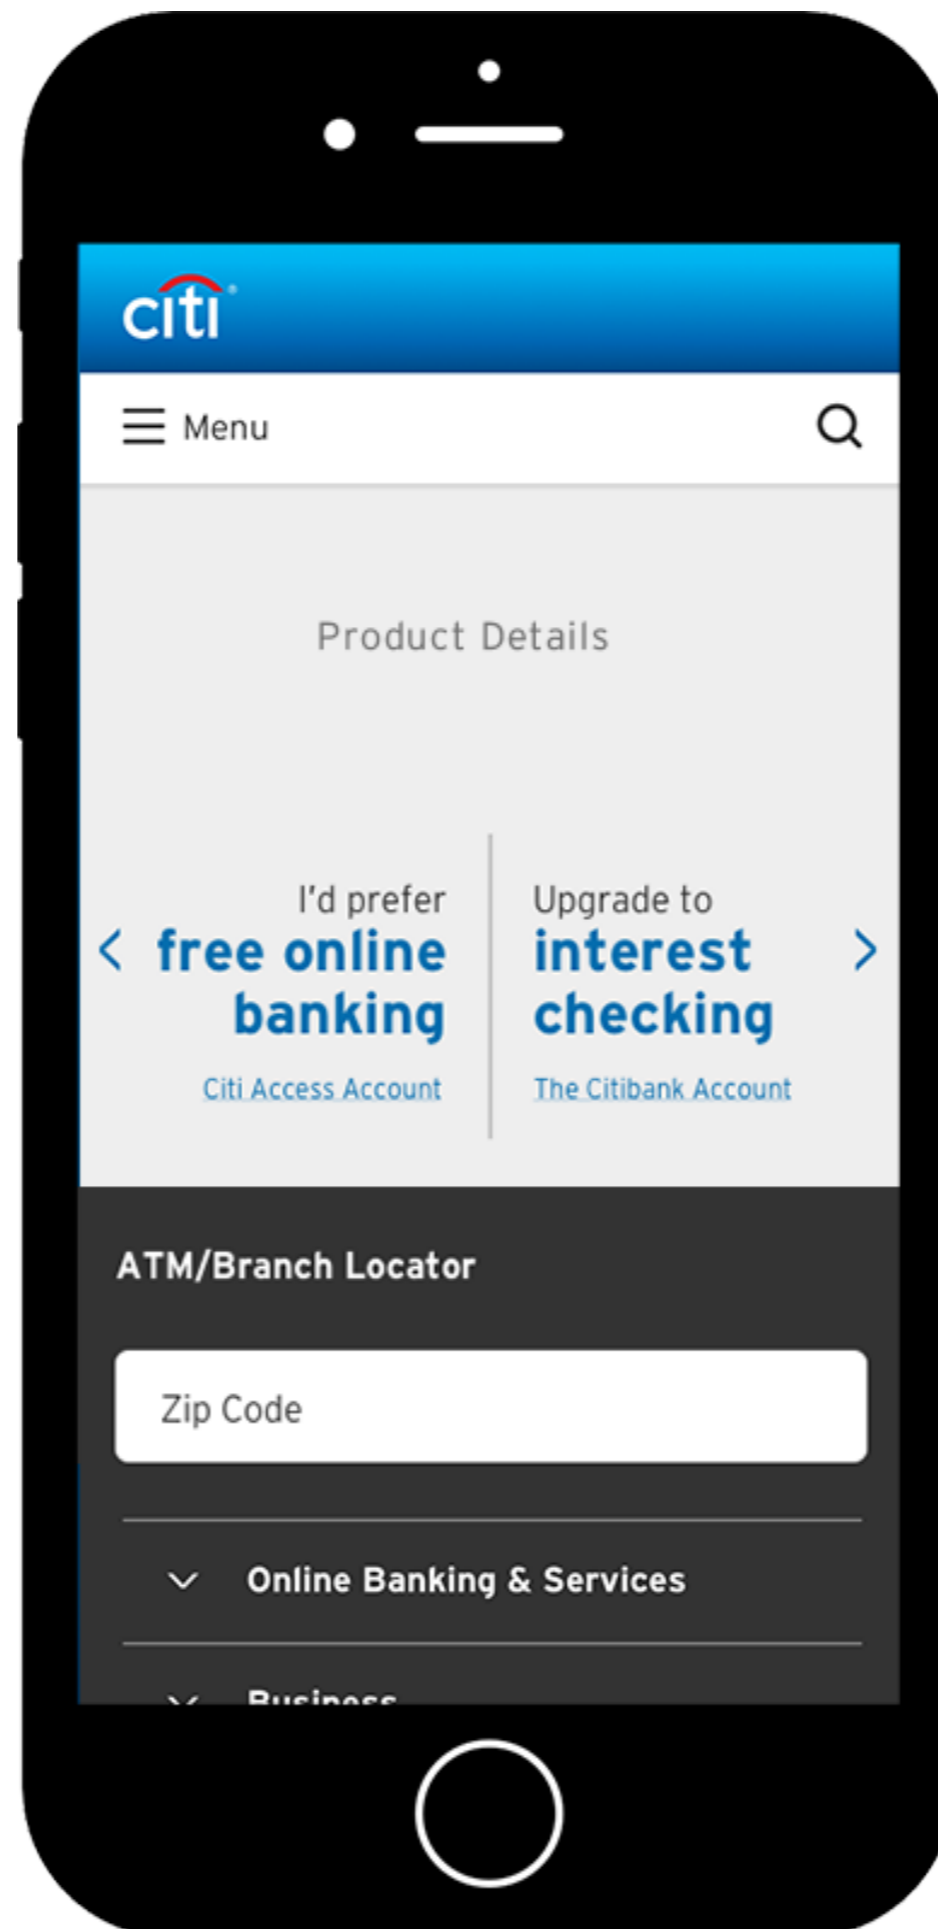 citi®
Menu
Product Details
I'd prefer
free online
banking
Citi Access Account
Upgrade to
interest
checking
The Citibank Account
ATM/Branch Locator
Zip Code
Online Banking & Services
Business